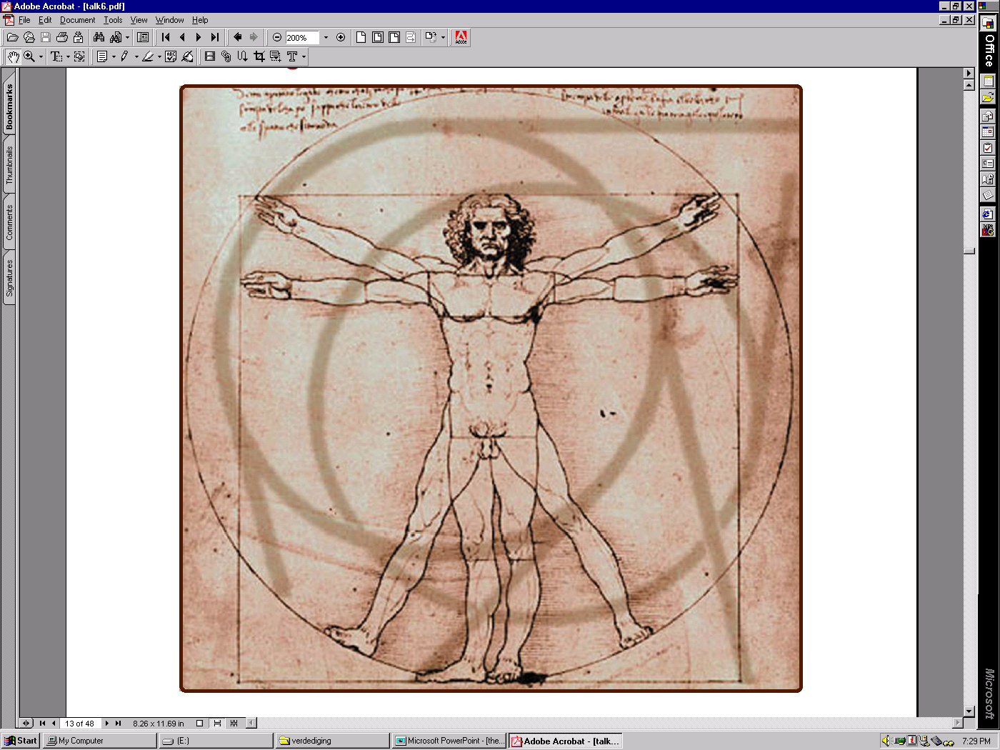 Adobe Acrobat - [talk6.pdf]
File Edit Document Tools View Window Help
200%
Adobe
Office
Bookmarks
Thumbnails
Comments
Signatures
Microsoft
13 of 48 8.26 x 11.69 in
Start My Computer (E:) verdediging Microsoft PowerPoint - [the... Adobe Acrobat - [talk... 7:29 PM